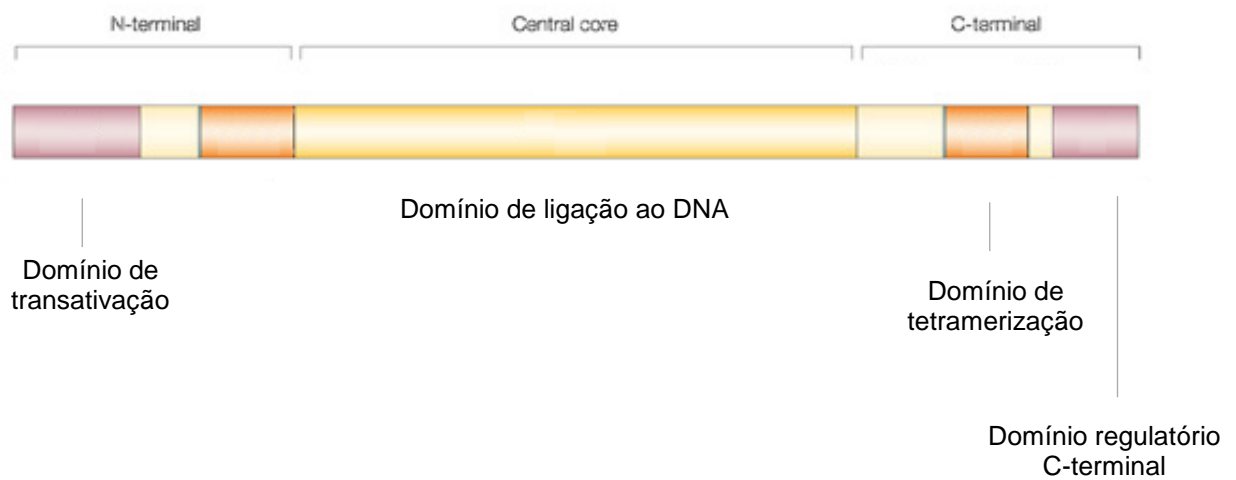 N-terminal
Central core
C-terminal
Domínio de ligação ao DNA
Domínio de
transativação
Domínio de
tetramerização
Domínio regulatório
C-terminal